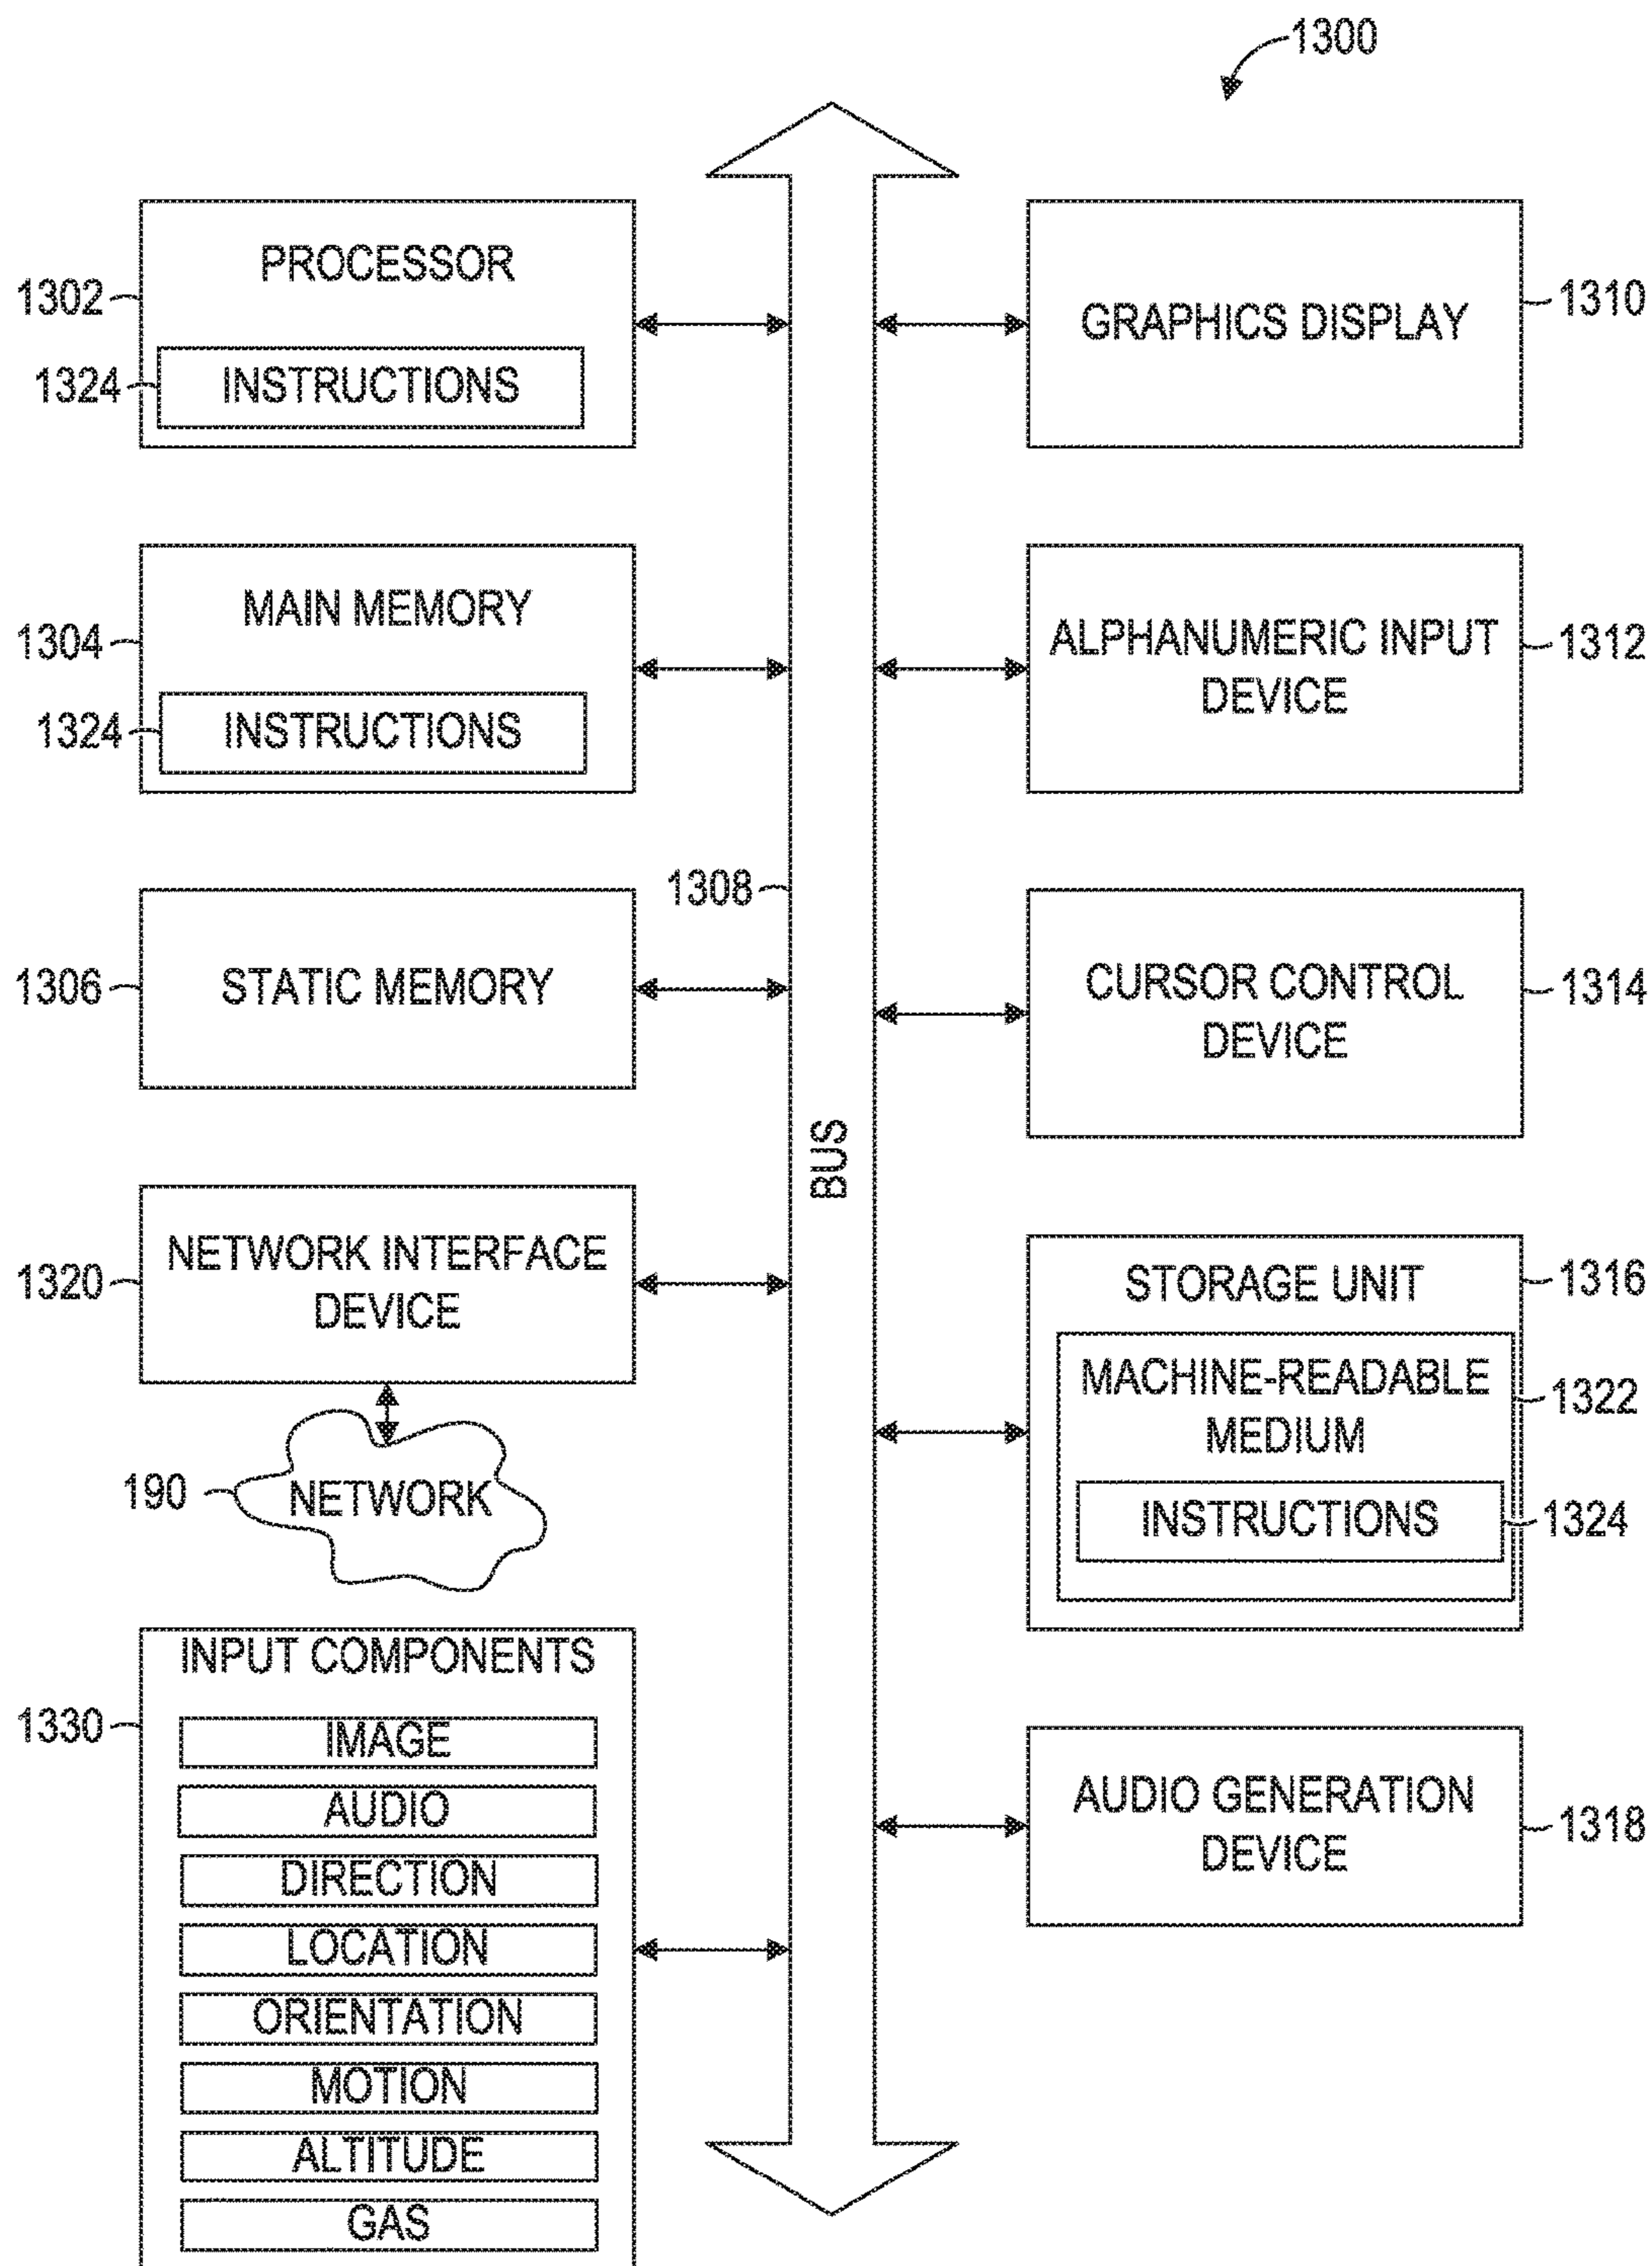 1300
PROCESSOR
1302
1324
INSTRUCTIONS
MAIN MEMORY
1304
1324
INSTRUCTIONS
1308
STATIC MEMORY
1306
BUS
NETWORK INTERFACE
DEVICE
1320
190
NETWORK
INPUT COMPONENTS
1330
IMAGE
AUDIO
DIRECTION
LOCATION
ORIENTATION
MOTION
ALTITUDE
GAS
GRAPHICS DISPLAY
1310
ALPHANUMERIC INPUT
DEVICE
1312
CURSOR CONTROL
DEVICE
1314
STORAGE UNIT
1316
MACHINE-READABLE
MEDIUM
1322
INSTRUCTIONS
1324
AUDIO GENERATION
DEVICE
1318